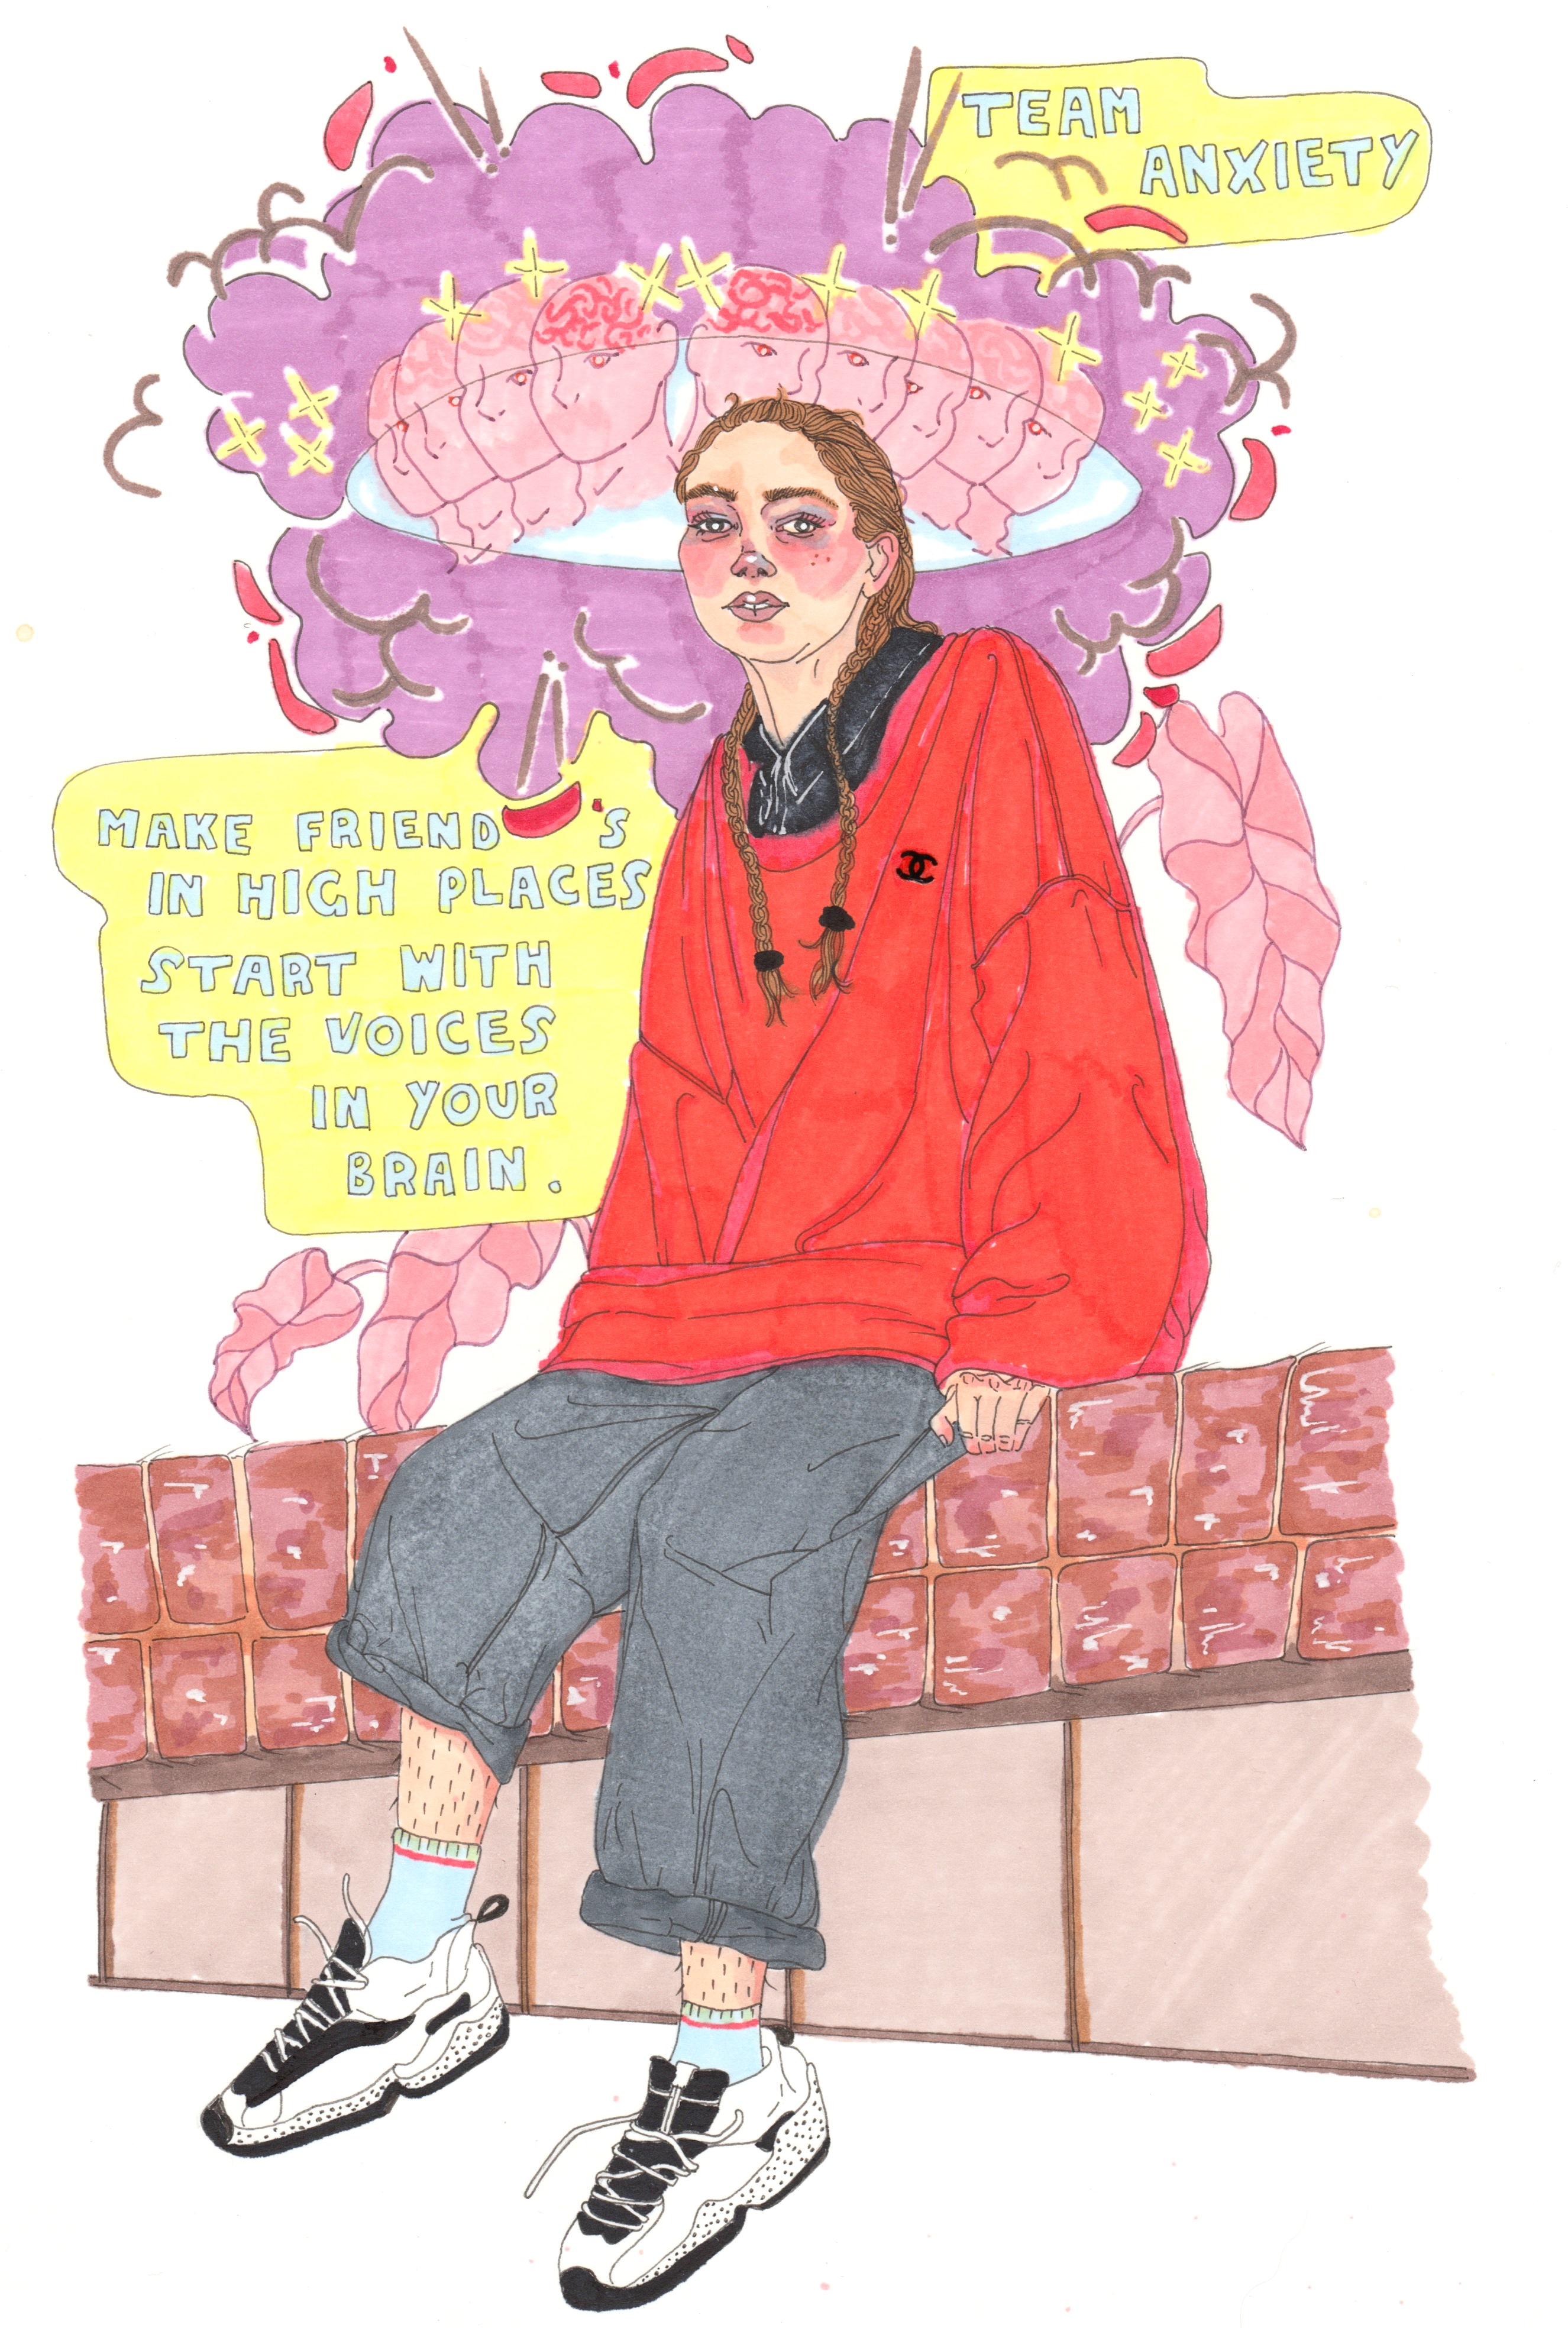 TEAM
ANXIETY
MAKE FRIEND'S
IN HIGH PLACES
START WITH
THE VOICES
IN YOUR
BRAIN.